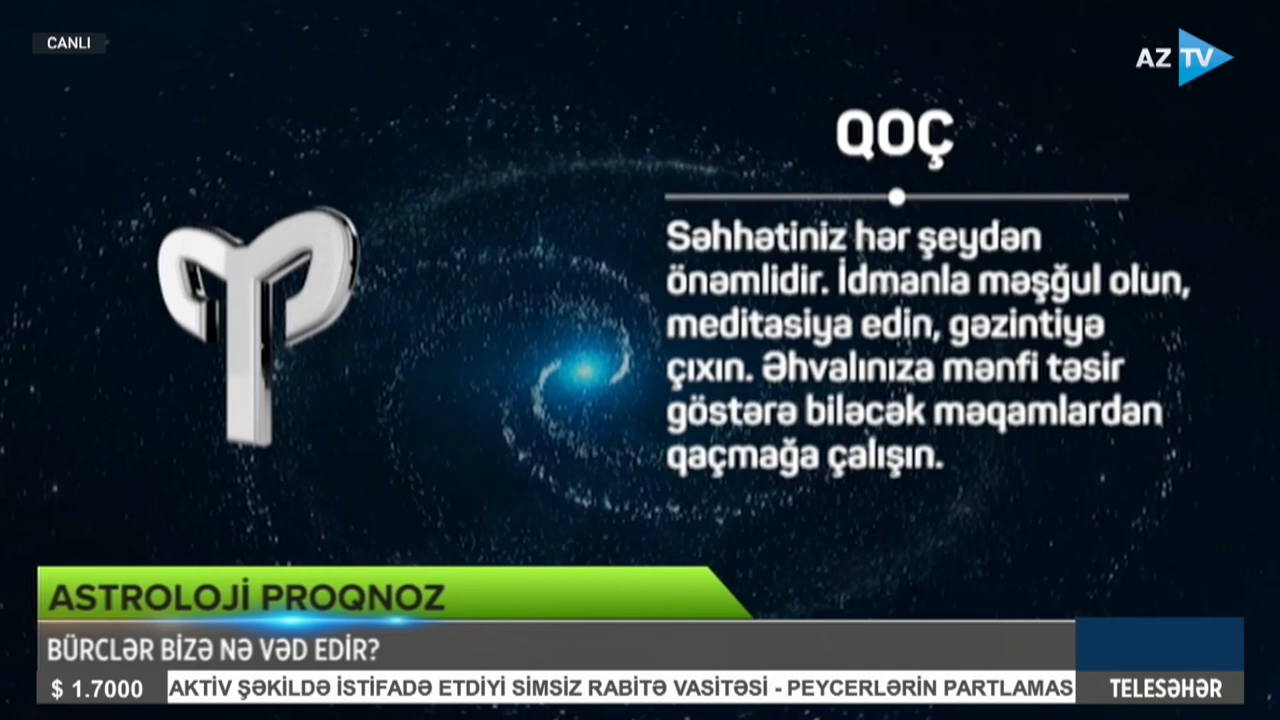 CANLI
AZ TV
QOÇ
Səhhətiniz hər şeydən
önəmlidir. İdmanla məşğul olun,
meditasiya edin, gəzintiyə
çıxın. Əhvalınıza mənfi təsir
göstərə biləcək məqamlardan
qaçmağa çalışın.
ASTROLOJİ PROQNOZ
BÜRCLƏR BİZƏ NƏ VƏD EDİR?
$ 1.7000
AKTİV ŞƏKİLDƏ İSTİFADƏ ETDİYİ SİMSİZ RABİTƏ VASİTƏSİ - PEYCERLƏRİN PARTLAMAS
TELESƏHƏR